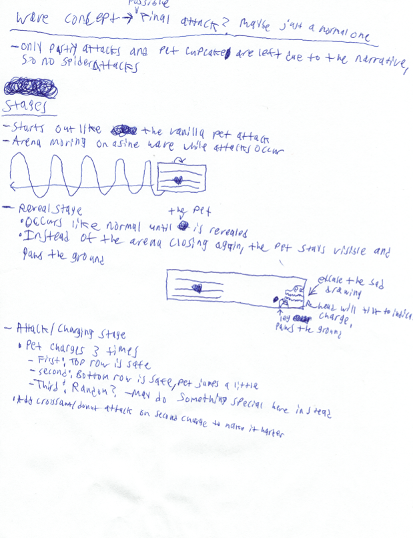 Possible
Wave concept → Final attack? Maybe just a normal one
- Only partly attacks and pet cupcake are left due to the narrative,
so no spider attacks
Stages
- Starts out like the vanilla pet attack
- Arena moving on a sine wave while attacks occur
- Reveal stage
the pet
• Occurs like normal until is revealed
• Instead of the arena closing again, the pet stays visible and
paws the ground
excuse the bad
drawing
head will tilt to indicate
charge,
leg
paws the ground
- Attack/Charging stage
• Pet charges 3 times
- First: Top row is safe
- Second: Bottom row is safe, pet jumps a little
- Third: Random? - May do something special here instead
• Add croissant/donut attack on second charge to make it harder